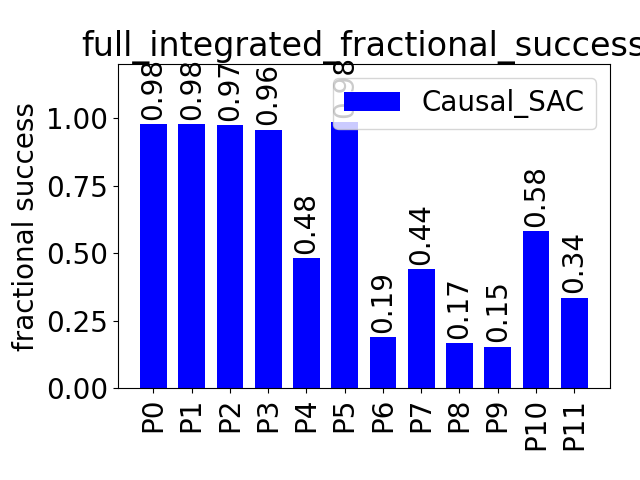 full_integrated_fractional_success
fractional success
1.00
0.75
0.50
0.25
0.00
0.98
0.98
0.97
0.96
0.48
0.98
0.19
0.44
0.17
0.15
0.58
0.34
Causal_SAC
P0
P1
P2
P3
P4
P5
P6
P7
P8
P9
P10
P11